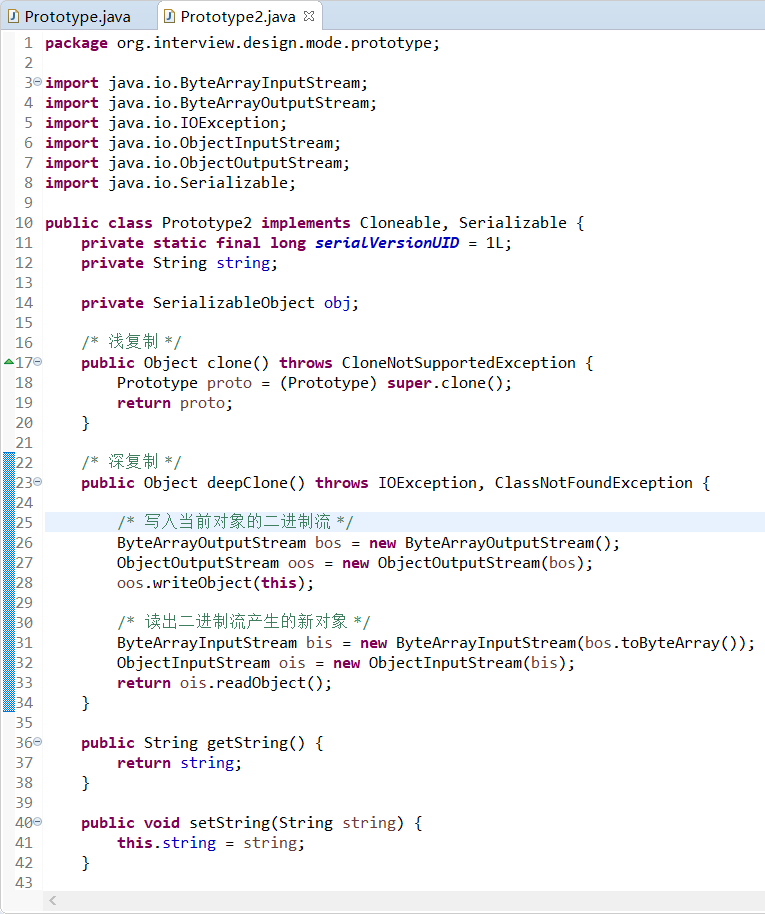 Prototype.java Prototype2.java
1 package org.interview.design.mode.prototype;
2
3 import java.io.ByteArrayInputStream;
4 import java.io.ByteArrayOutputStream;
5 import java.io.IOException;
6 import java.io.ObjectInputStream;
7 import java.io.ObjectOutputStream;
8 import java.io.Serializable;
9
10 public class Prototype2 implements Cloneable, Serializable {
11     private static final long serialVersionUID = 1L;
12     private String string;
13
14     private SerializableObject obj;
15
16     /* 浅复制 */
17     public Object clone() throws CloneNotSupportedException {
18         Prototype proto = (Prototype) super.clone();
19         return proto;
20     }
21
22     /* 深复制 */
23     public Object deepClone() throws IOException, ClassNotFoundException {
24
25         /* 写入当前对象的二进制流 */
26         ByteArrayOutputStream bos = new ByteArrayOutputStream();
27         ObjectOutputStream oos = new ObjectOutputStream(bos);
28         oos.writeObject(this);
29
30         /* 读出二进制流产生的新对象 */
31         ByteArrayInputStream bis = new ByteArrayInputStream(bos.toByteArray());
32         ObjectInputStream ois = new ObjectInputStream(bis);
33         return ois.readObject();
34     }
35
36     public String getString() {
37         return string;
38     }
39
40     public void setString(String string) {
41         this.string = string;
42     }
43